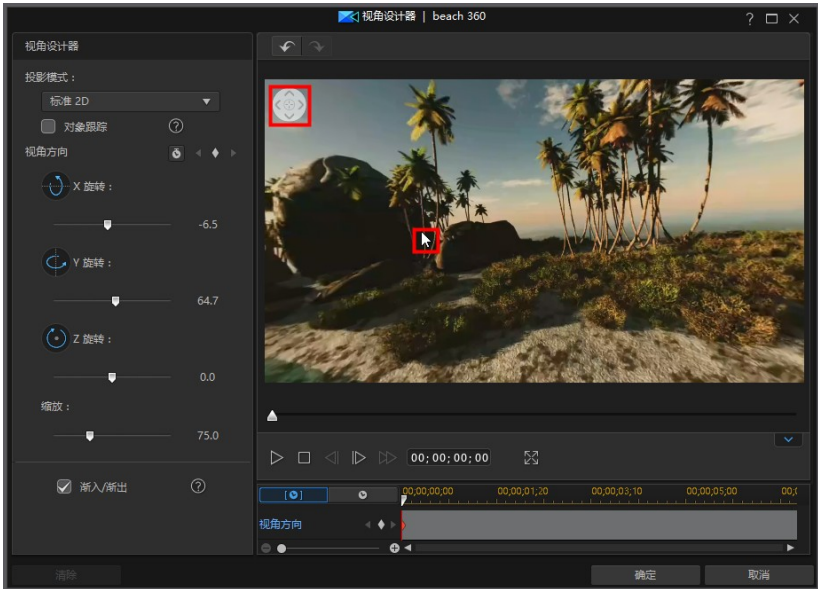 视角设计器 | beach 360
? 
视角设计器
投影模式：
标准 2D
对象跟踪 ?
视角方向
X 旋转：
-6.5
Y 旋转：
64.7
Z 旋转：
0.0
缩放：
75.0
渐入/渐出 ?
00;00;00;00
00;00;00;00 00;00;01;20 00;00;03;10 00;00;05;00 00;0
视角方向
清除 确定 取消